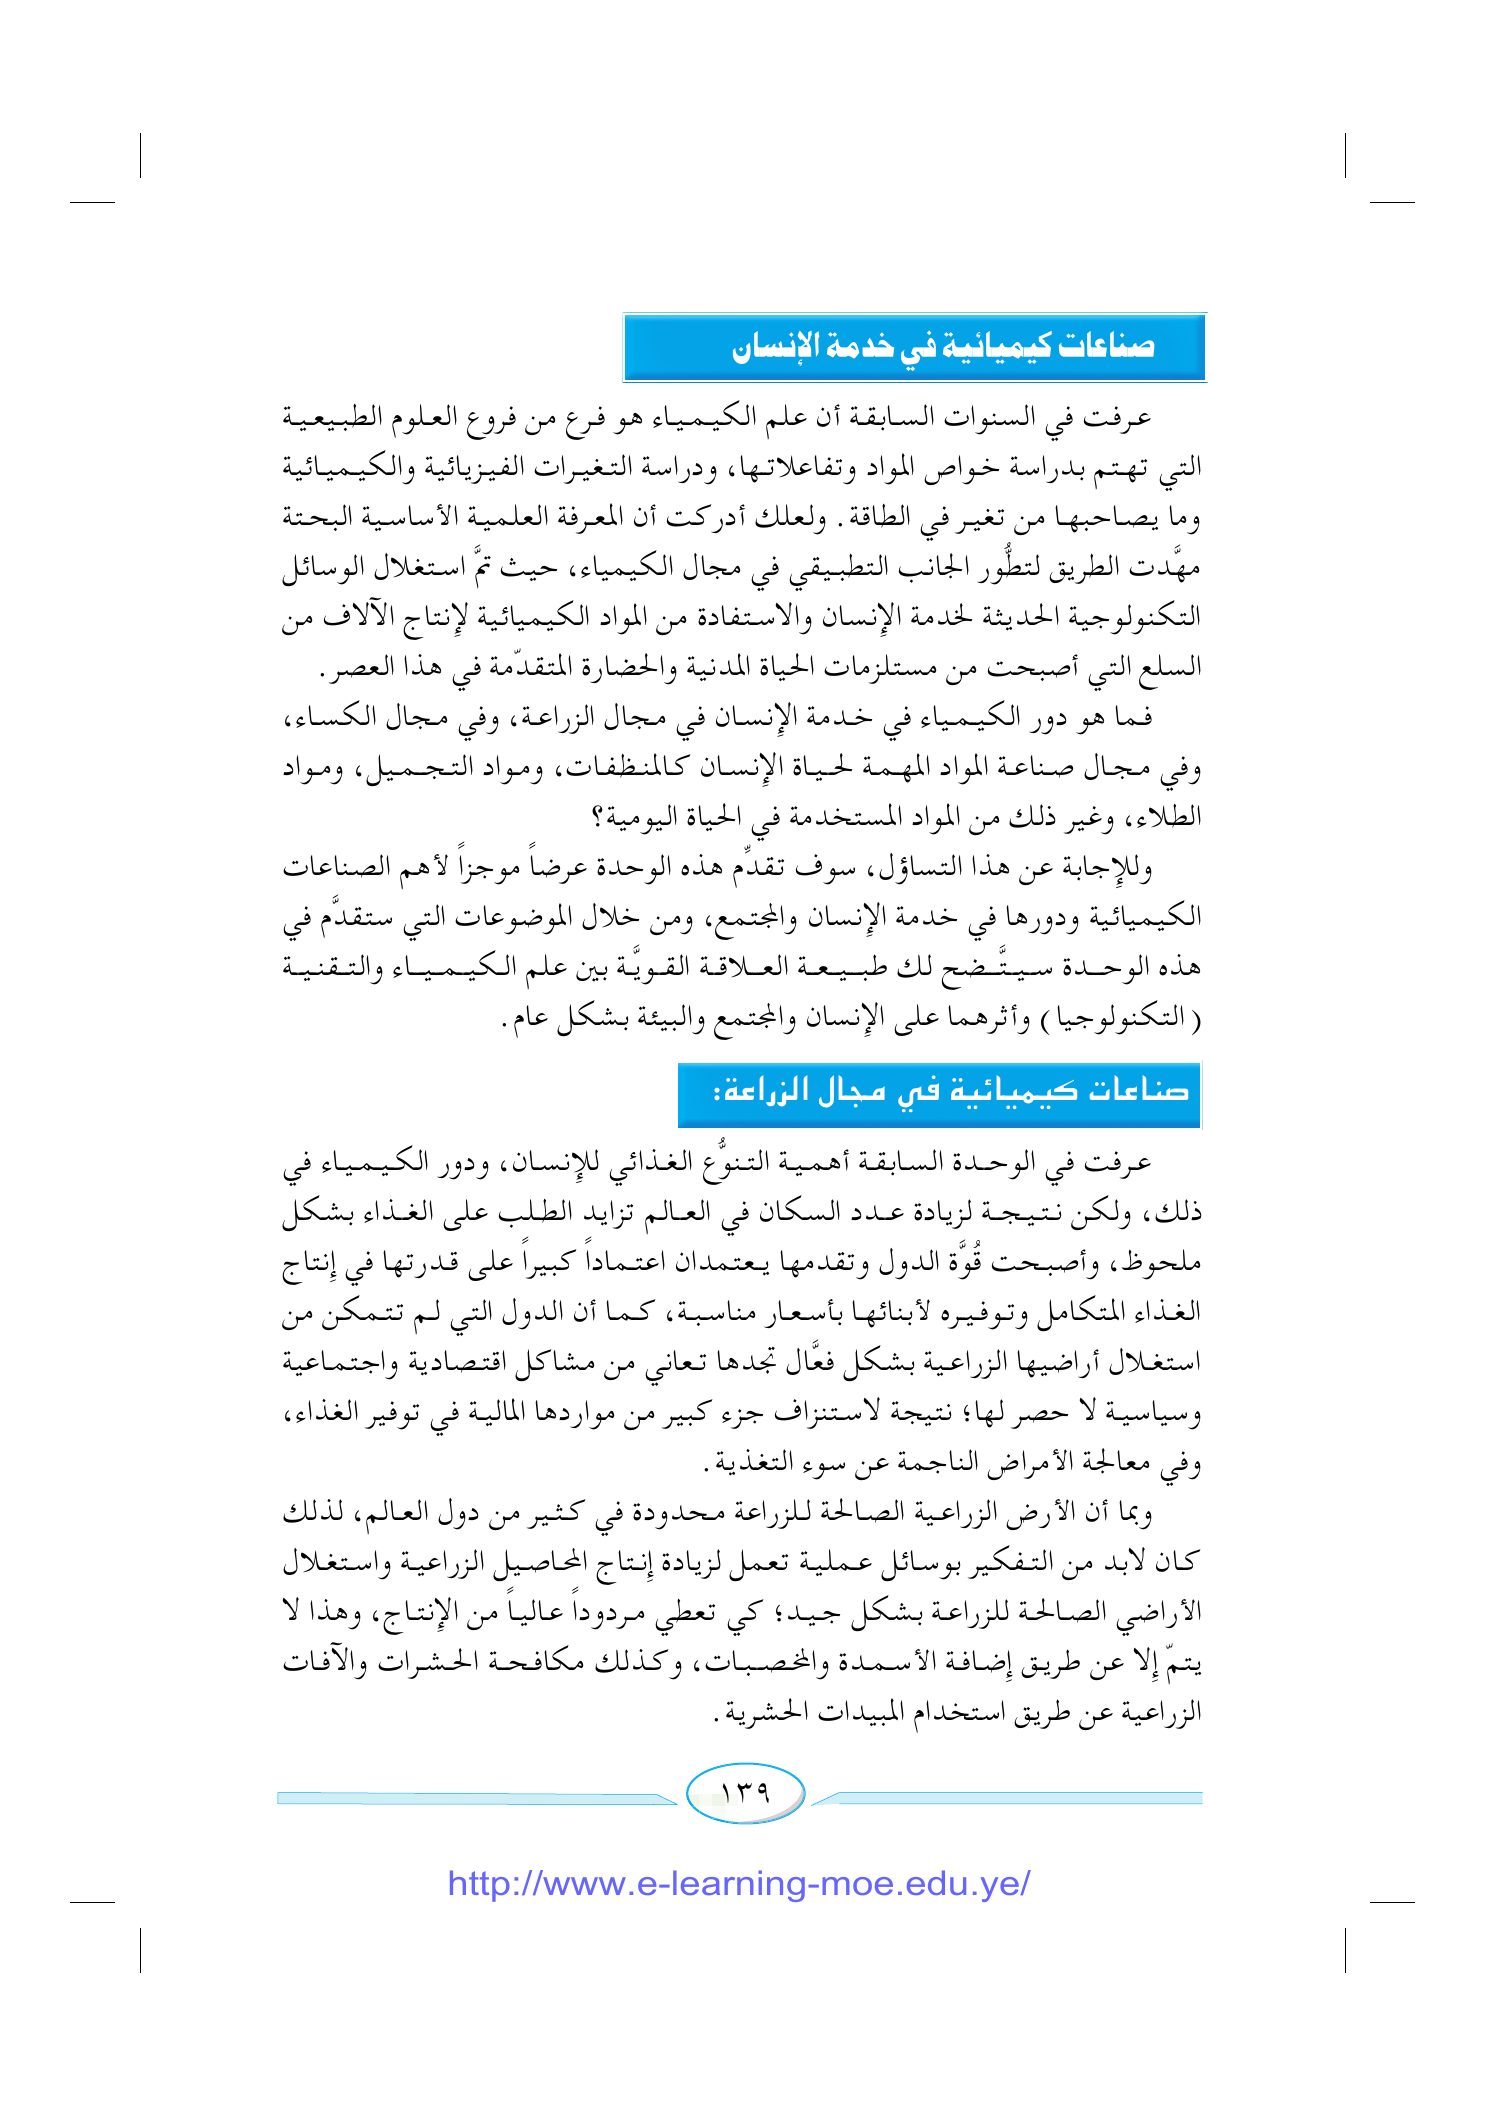 صناعات كيميائية في خدمة الإنسان
عرفت في السنوات السابقة أن علم الكيمياء هو فرع من فروع العلوم الطبيعية
التي تهتم بدراسة خواص المواد وتفاعلاتها، ودراسة التغيرات الفيزيائية والكيميائية
وما يصاحبها من تغير في الطاقة. ولعلك أدركت أن المعرفة العلمية الأساسية البحتة
مهَّدت الطريق لتطُّور الجانب التطبيقي في مجال الكيمياء، حيث تمَّ استغلال الوسائل
التكنولوجية الحديثة لخدمة الإنسان والاستفادة من المواد الكيميائية لإنتاج الآلاف من
السلع التي أصبحت من مستلزمات الحياة المدنية والحضارة المتقدّمة في هذا العصر.
فما هو دور الكيمياء في خدمة الإنسان في مجال الزراعة، وفي مجال الكساء،
وفي مجال صناعة المواد المهمة لحياة الإنسان كالمنظفات، ومواد التجميل، ومواد
الطلاء، وغير ذلك من المواد المستخدمة في الحياة اليومية؟
وللإجابة عن هذا التساؤل، سوف تقدِّم هذه الوحدة عرضاً موجزاً لأهم الصناعات
الكيميائية ودورها في خدمة الإنسان والمجتمع، ومن خلال الموضوعات التي ستقدَّم في
هذه الوحدة سيتَّضح لك طبيعة العلاقة القويَّة بين علم الكيمياء والتقنية
(التكنولوجيا) وأثرهما على الإنسان والمجتمع والبيئة بشكل عام.
صناعات كيميائية في مجال الزراعة:
عرفت في الوحدة السابقة أهمية التنوُّع الغذائي للإنسان، ودور الكيمياء في
ذلك، ولكن نتيجة لزيادة عدد السكان في العالم تزايد الطلب على الغذاء بشكل
ملحوظ، وأصبحت قُوَّة الدول وتقدمها يعتمدان اعتماداً كبيراً على قدرتها في إنتاج
الغذاء المتكامل وتوفيره لأبنائها بأسعار مناسبة، كما أن الدول التي لم تتمكن من
استغلال أراضيها الزراعية بشكل فعَّال تجدها تعاني من مشاكل اقتصادية واجتماعية
وسياسية لا حصر لها؛ نتيجة لاستنزاف جزء كبير من مواردها المالية في توفير الغذاء،
وفي معالجة الأمراض الناجمة عن سوء التغذية.
وبما أن الأرض الزراعية الصالحة للزراعة محدودة في كثير من دول العالم، لذلك
كان لابد من التفكير بوسائل عملية تعمل لزيادة إنتاج المحاصيل الزراعية واستغلال
الأراضي الصالحة للزراعة بشكل جيد؛ كي تعطي مردوداً عالياً من الإنتاج، وهذا لا
يتمّ إلا عن طريق إضافة الأسمدة والمخصبات، وكذلك مكافحة الحشرات والآفات
الزراعية عن طريق استخدام المبيدات الحشرية.
١٣٩
http://www.e-learning-moe.edu.ye/